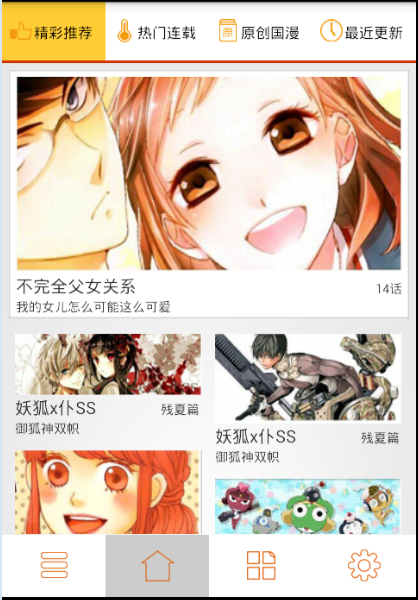 精彩推荐
热门连载
原
原创国漫
最近更新
不完全父女关系
14话
我的女儿怎么可能这么可爱
妖狐x仆SS
残夏篇
御狐神双帜
妖狐x仆SS
残夏篇
御狐神双帜